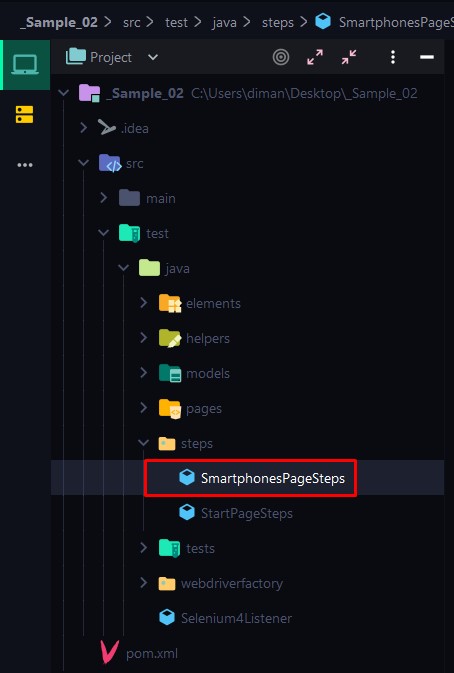 _Sample_02 > src > test > java > steps > SmartphonesPageS
Project
_Sample_02 C:\Users\diman\Desktop\_Sample_02
.idea
src
main
test
java
elements
helpers
models
pages
steps
SmartphonesPageSteps
StartPageSteps
tests
webdriverfactory
Selenium4Listener
pom.xml